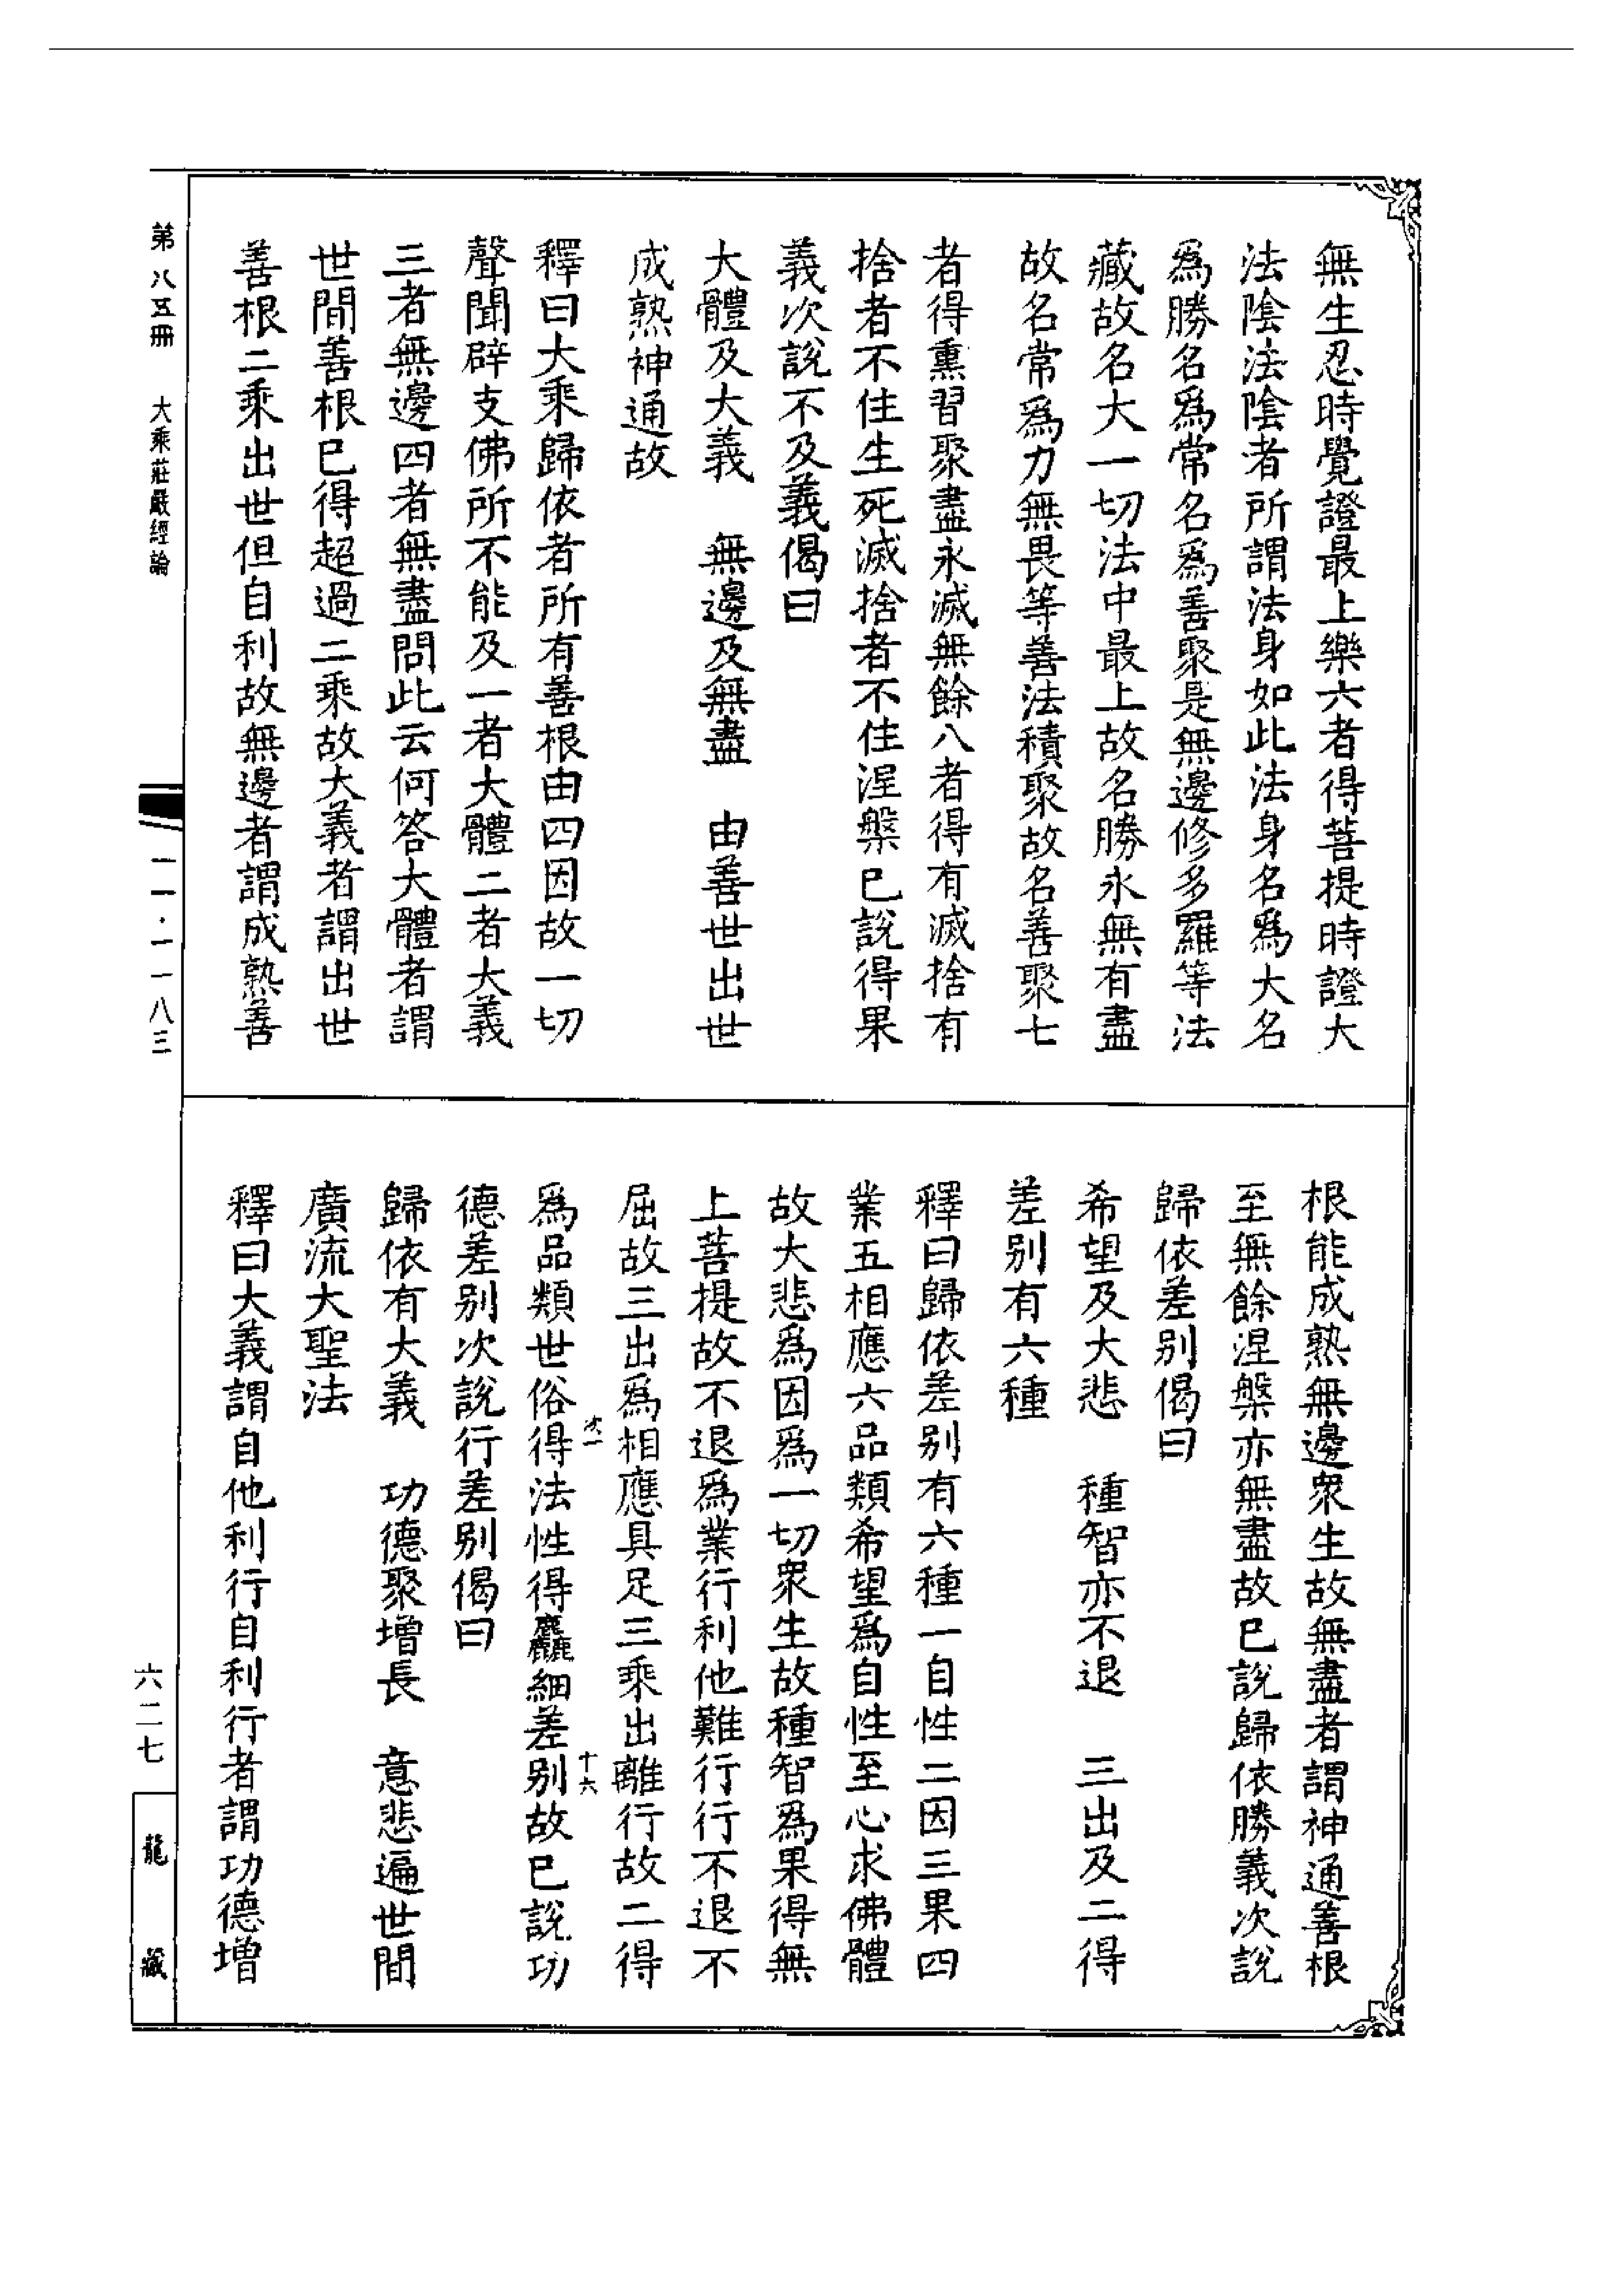 無生忍時覺證最上樂六者得菩提時證大
法陰法陰者所謂法身如此法身名爲大名
爲勝名爲常名爲善聚是無邊修多羅等法
藏故名大一切法中最上故名勝永無有盡
故名常爲力無畏等善法積聚故名善聚七
者得熏習聚盡永滅無餘八者得有滅捨有
捨者不住生死滅捨者不住涅槃已說得果
義次說不及義偈曰
大體及大義　無邊及無盡　由善世出世
成熟神通故
釋曰大乘歸依者所有善根由四因故一切
聲聞辟支佛所不能及一者大體二者大義
三者無邊四者無盡問此云何答大體者謂
世間善根已得超過二乘故大義者謂出世
善根二乘出世但自利故無邊者謂成熟善
根能成熟無邊衆生故無盡者謂神通善根
至無餘涅槃亦無盡故已說歸依勝義次說
歸依差别偈曰
希望及大悲　種智亦不退　三出及二得
差别有六種
釋曰歸依差别有六種一自性二因三果四
業五相應六品類希望爲自性至心求佛體
故大悲爲因爲一切衆生故種智爲果得無
上菩提故不退爲業行利他難行行不退不
屈故三出爲相應具足三乘出離行故二得
次一　十六
爲品類世俗得法性得麤細差别故已說功
德差别次說行差别偈曰
歸依有大義　功德聚增長　意悲遍世間
廣流大聖法
釋曰大義謂自他利行自利行者謂功德增
第八五冊　大乘莊嚴經論
一一·一一八三
六二七
龍藏